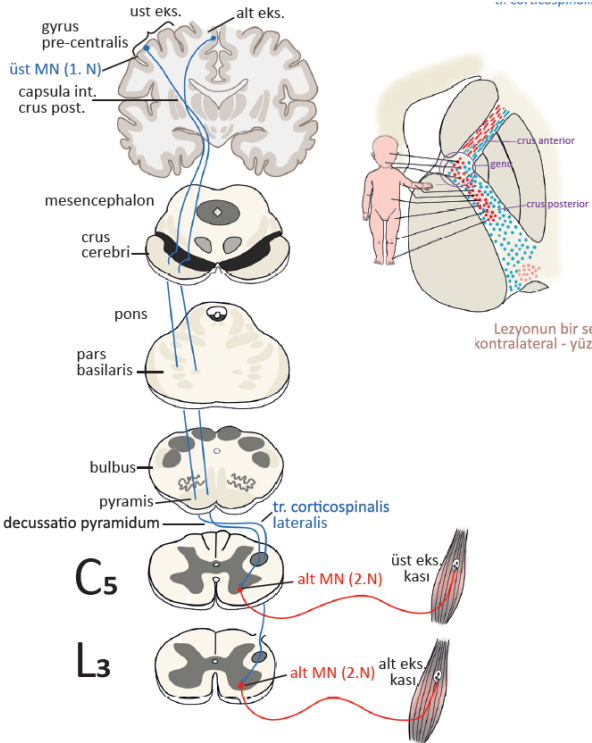 üst eks.
alt eks.
gyrus
pre-centralis
üst MN (1. N)
capsula int.
crus post.
mesencephalon
crus
cerebri
pons
pars
basilaris
bulbus
pyramis
decussatio pyramidum
tr. corticospinalis
lateralis
C5
alt MN (2.N)
üst eks.
kası
L3
alt MN (2.N)
alt eks.
kası
tr. corticospinalis
crus anterior
genu
crus posterior
Lezyonun bir se
kontralateral - yüz